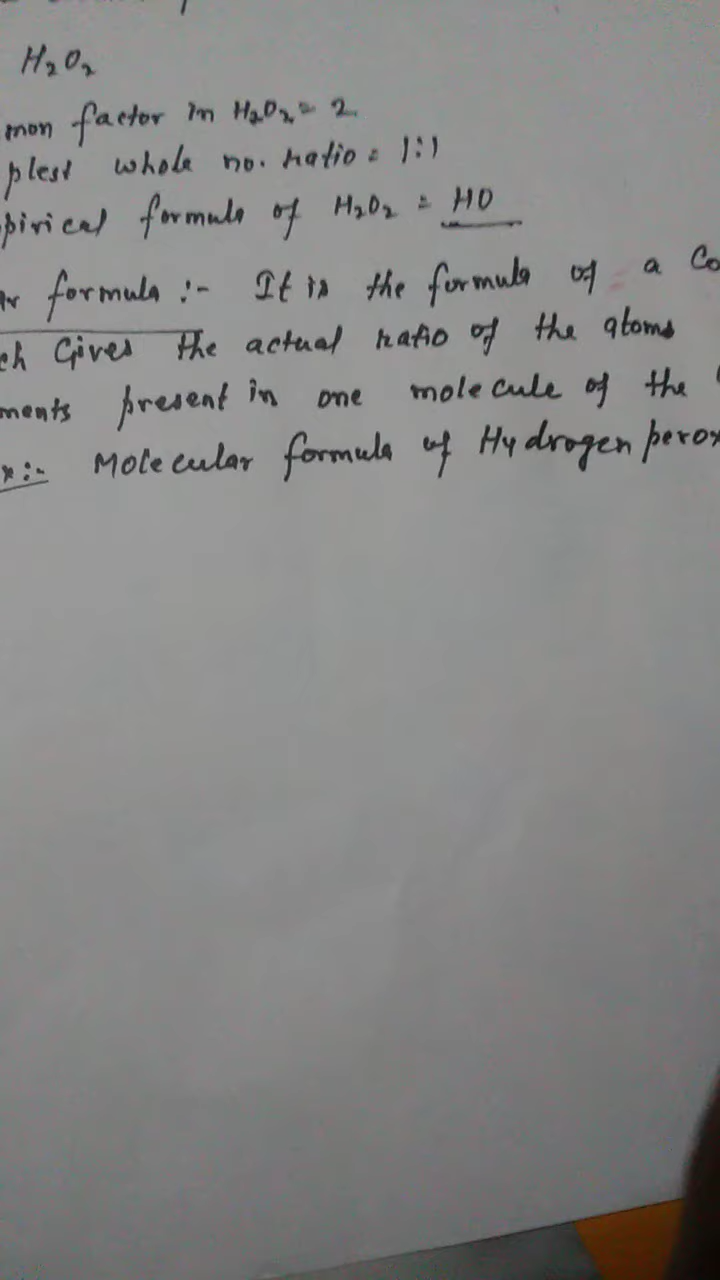 H₂O₂
mon factor in H₂O₂ = 2
plest whole no. ratio = 1:1
pirical formula of H₂O₂ = HO
ar formula :- It is the formula of a Co
ch Gives the actual ratio of the atoms
ments present in one molecule of the
x:- Molecular formula of Hydrogen perox